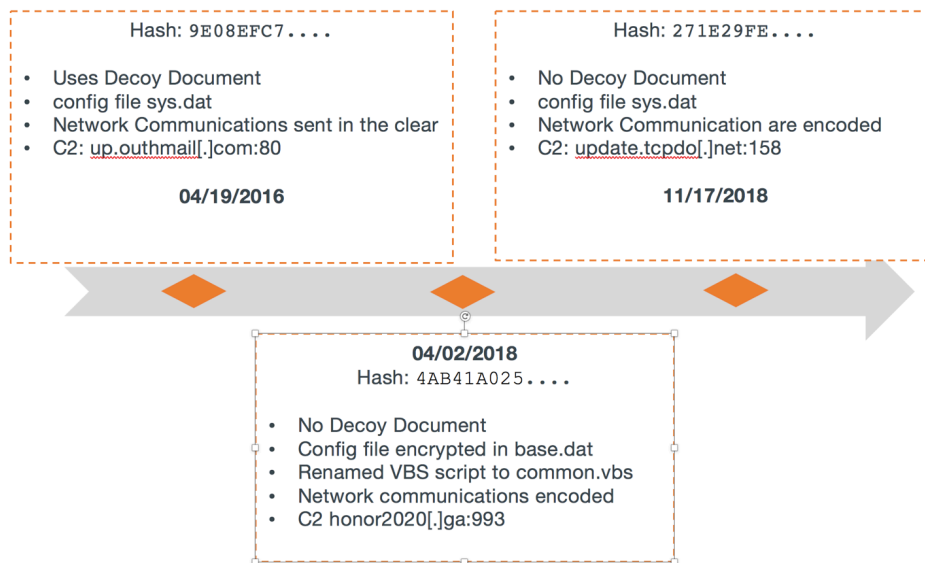 Hash: 9E08EFC7....
• Uses Decoy Document
• config file sys.dat
• Network Communications sent in the clear
• C2: up.outhmail[.]com:80
04/19/2016
Hash: 271E29FE....
• No Decoy Document
• config file sys.dat
• Network Communication are encoded
• C2: update.tcpdo[.]net:158
11/17/2018
04/02/2018
Hash: 4AB41A025....
• No Decoy Document
• Config file encrypted in base.dat
• Renamed VBS script to common.vbs
• Network communications encoded
• C2 honor2020[.]ga:993